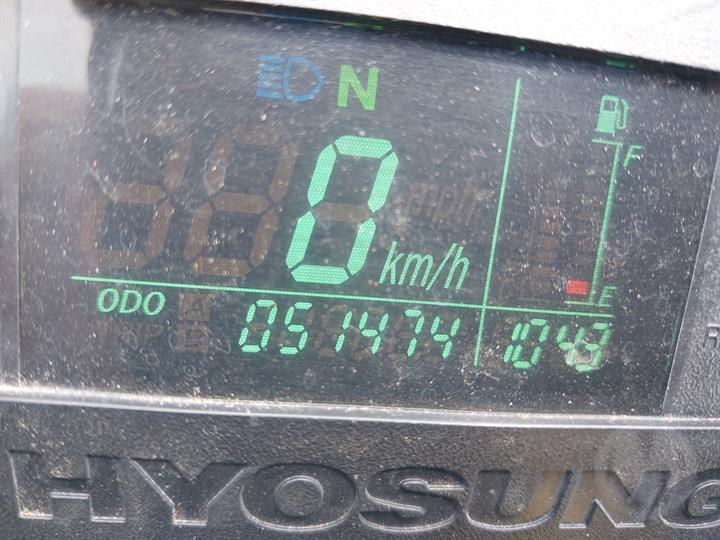 N
F
0 km/h
E
ODO 051474 1043
HYOSUNG